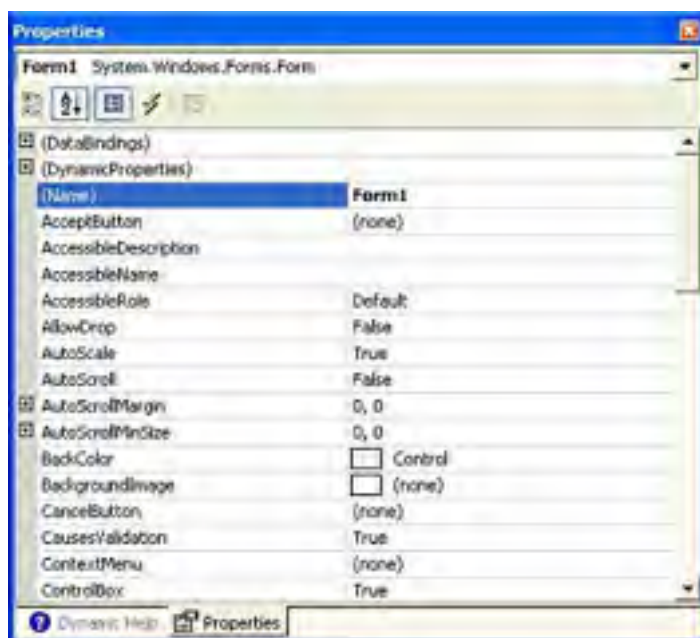 Properties
Form1 System.Windows.Forms.Form
(DataBindings)
(DynamicProperties)
(Name) Form1
AcceptButton (none)
AccessibleDescription
AccessibleName
AccessibleRole Default
AllowDrop False
AutoScale True
AutoScroll False
AutoScrollMargin 0, 0
AutoScrollMinSize 0, 0
BackColor Control
BackgroundImage (none)
CancelButton (none)
CausesValidation True
ContextMenu (none)
ControlBox True
Dynamic Help Properties